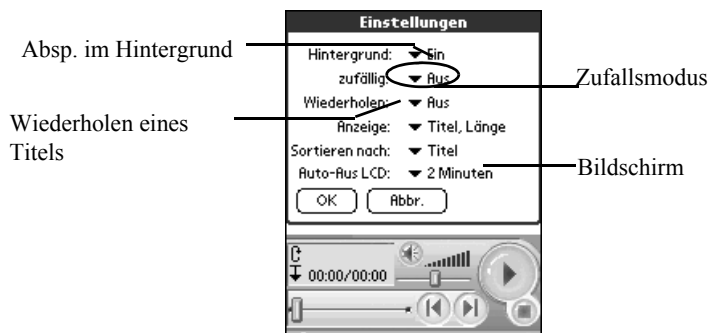 Einstellungen
Absp. im Hintergrund
Hintergrund: Ein
zufällig: Aus
Zufallsmodus
Wiederholen: Aus
Wiederholen eines
Titels
Anzeige: Titel, Länge
Sortieren nach: Titel
Bildschirm
Auto-Aus LCD: 2 Minuten
OK Abbr.
00:00/00:00